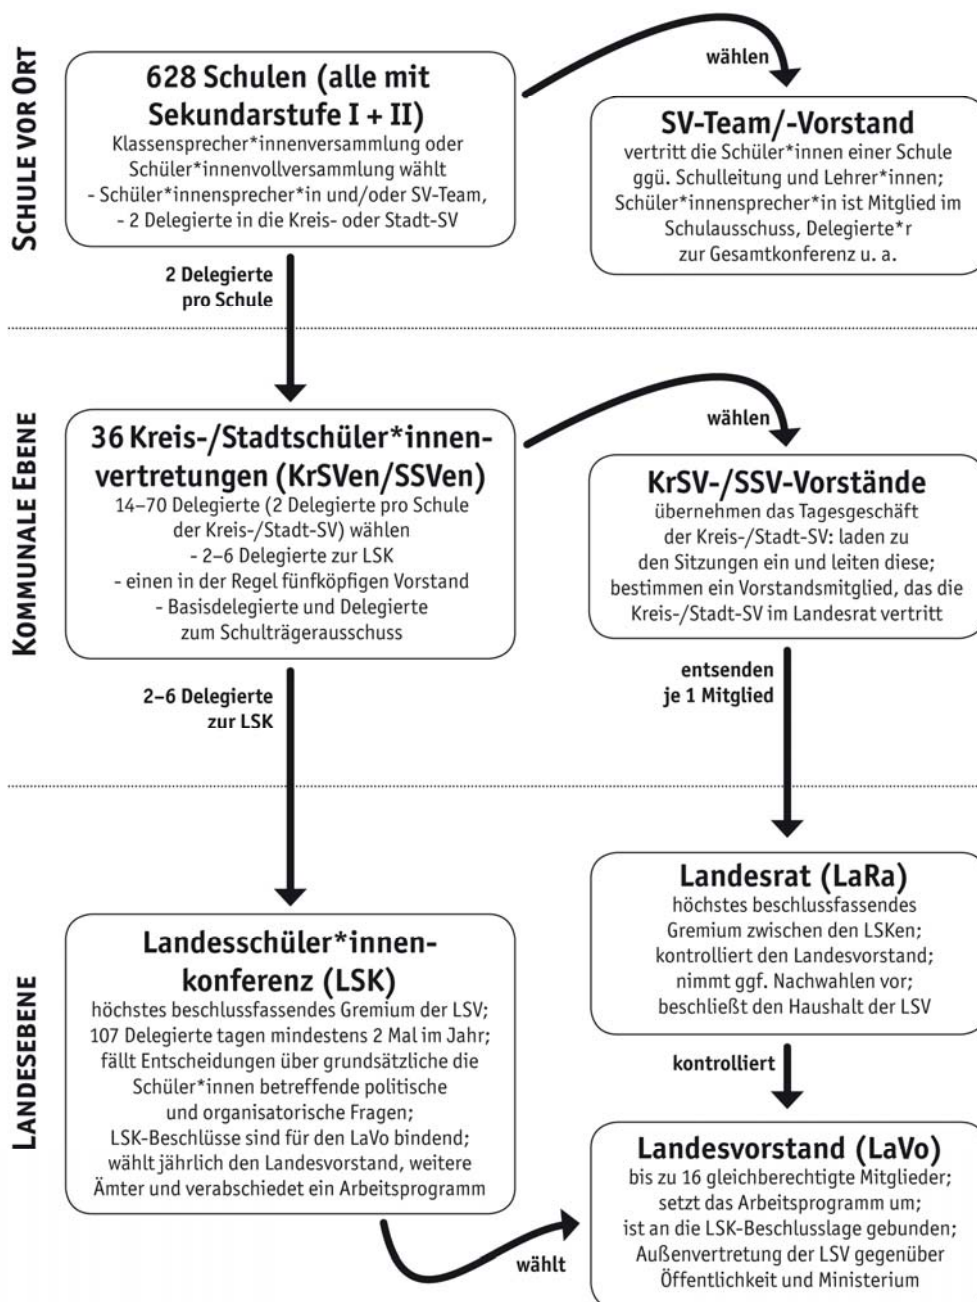 SCHULE VOR ORT
628 Schulen (alle mit
Sekundarstufe I + II)
Klassensprecher*innenversammlung oder
Schüler*innenvollversammlung wählt
- Schüler*innensprecher*in und/oder SV-Team,
- 2 Delegierte in die Kreis- oder Stadt-SV
wählen
SV-Team/-Vorstand
vertritt die Schüler*innen einer Schule
ggü. Schulleitung und Lehrer*innen;
Schüler*innensprecher*in ist Mitglied im
Schulausschuss, Delegierte*r
zur Gesamtkonferenz u. a.
2 Delegierte
pro Schule
KOMMUNALE EBENE
36 Kreis-/Stadtschüler*innen-
vertretungen (KrSVen/SSVen)
14–70 Delegierte (2 Delegierte pro Schule
der Kreis-/Stadt-SV) wählen
- 2–6 Delegierte zur LSK
- einen in der Regel fünfköpfigen Vorstand
- Basisdelegierte und Delegierte
zum Schulträgerausschuss
wählen
KrSV-/SSV-Vorstände
übernehmen das Tagesgeschäft
der Kreis-/Stadt-SV: laden zu
den Sitzungen ein und leiten diese;
bestimmen ein Vorstandsmitglied, das die
Kreis-/Stadt-SV im Landesrat vertritt
2–6 Delegierte
zur LSK
entsenden
je 1 Mitglied
LANDESEBENE
Landesschüler*innen-
konferenz (LSK)
höchstes beschlussfassendes Gremium der LSV;
107 Delegierte tagen mindestens 2 Mal im Jahr;
fällt Entscheidungen über grundsätzliche die
Schüler*innen betreffende politische
und organisatorische Fragen;
LSK-Beschlüsse sind für den LaVo bindend;
wählt jährlich den Landesvorstand, weitere
Ämter und verabschiedet ein Arbeitsprogramm
Landesrat (LaRa)
höchstes beschlussfassendes
Gremium zwischen den LSKen;
kontrolliert den Landesvorstand;
nimmt ggf. Nachwahlen vor;
beschließt den Haushalt der LSV
kontrolliert
Landesvorstand (LaVo)
bis zu 16 gleichberechtigte Mitglieder;
setzt das Arbeitsprogramm um;
ist an die LSK-Beschlusslage gebunden;
Außenvertretung der LSV gegenüber
Öffentlichkeit und Ministerium
wählt